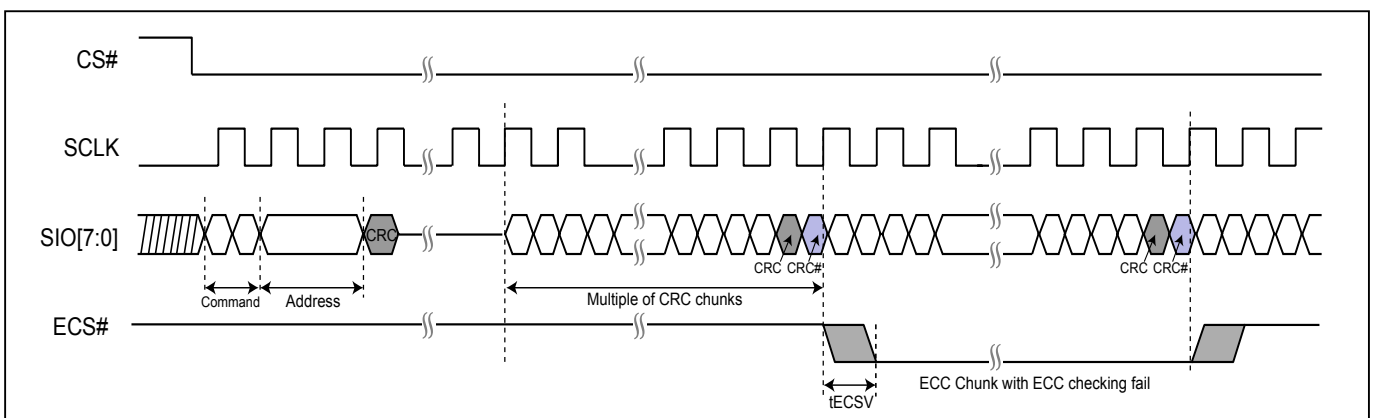 CS#
SCLK
SIO[7:0]
CRC
CRC CRC#
CRC CRC#
Command
Address
Multiple of CRC chunks
ECS#
tECSV
ECC Chunk with ECC checking fail